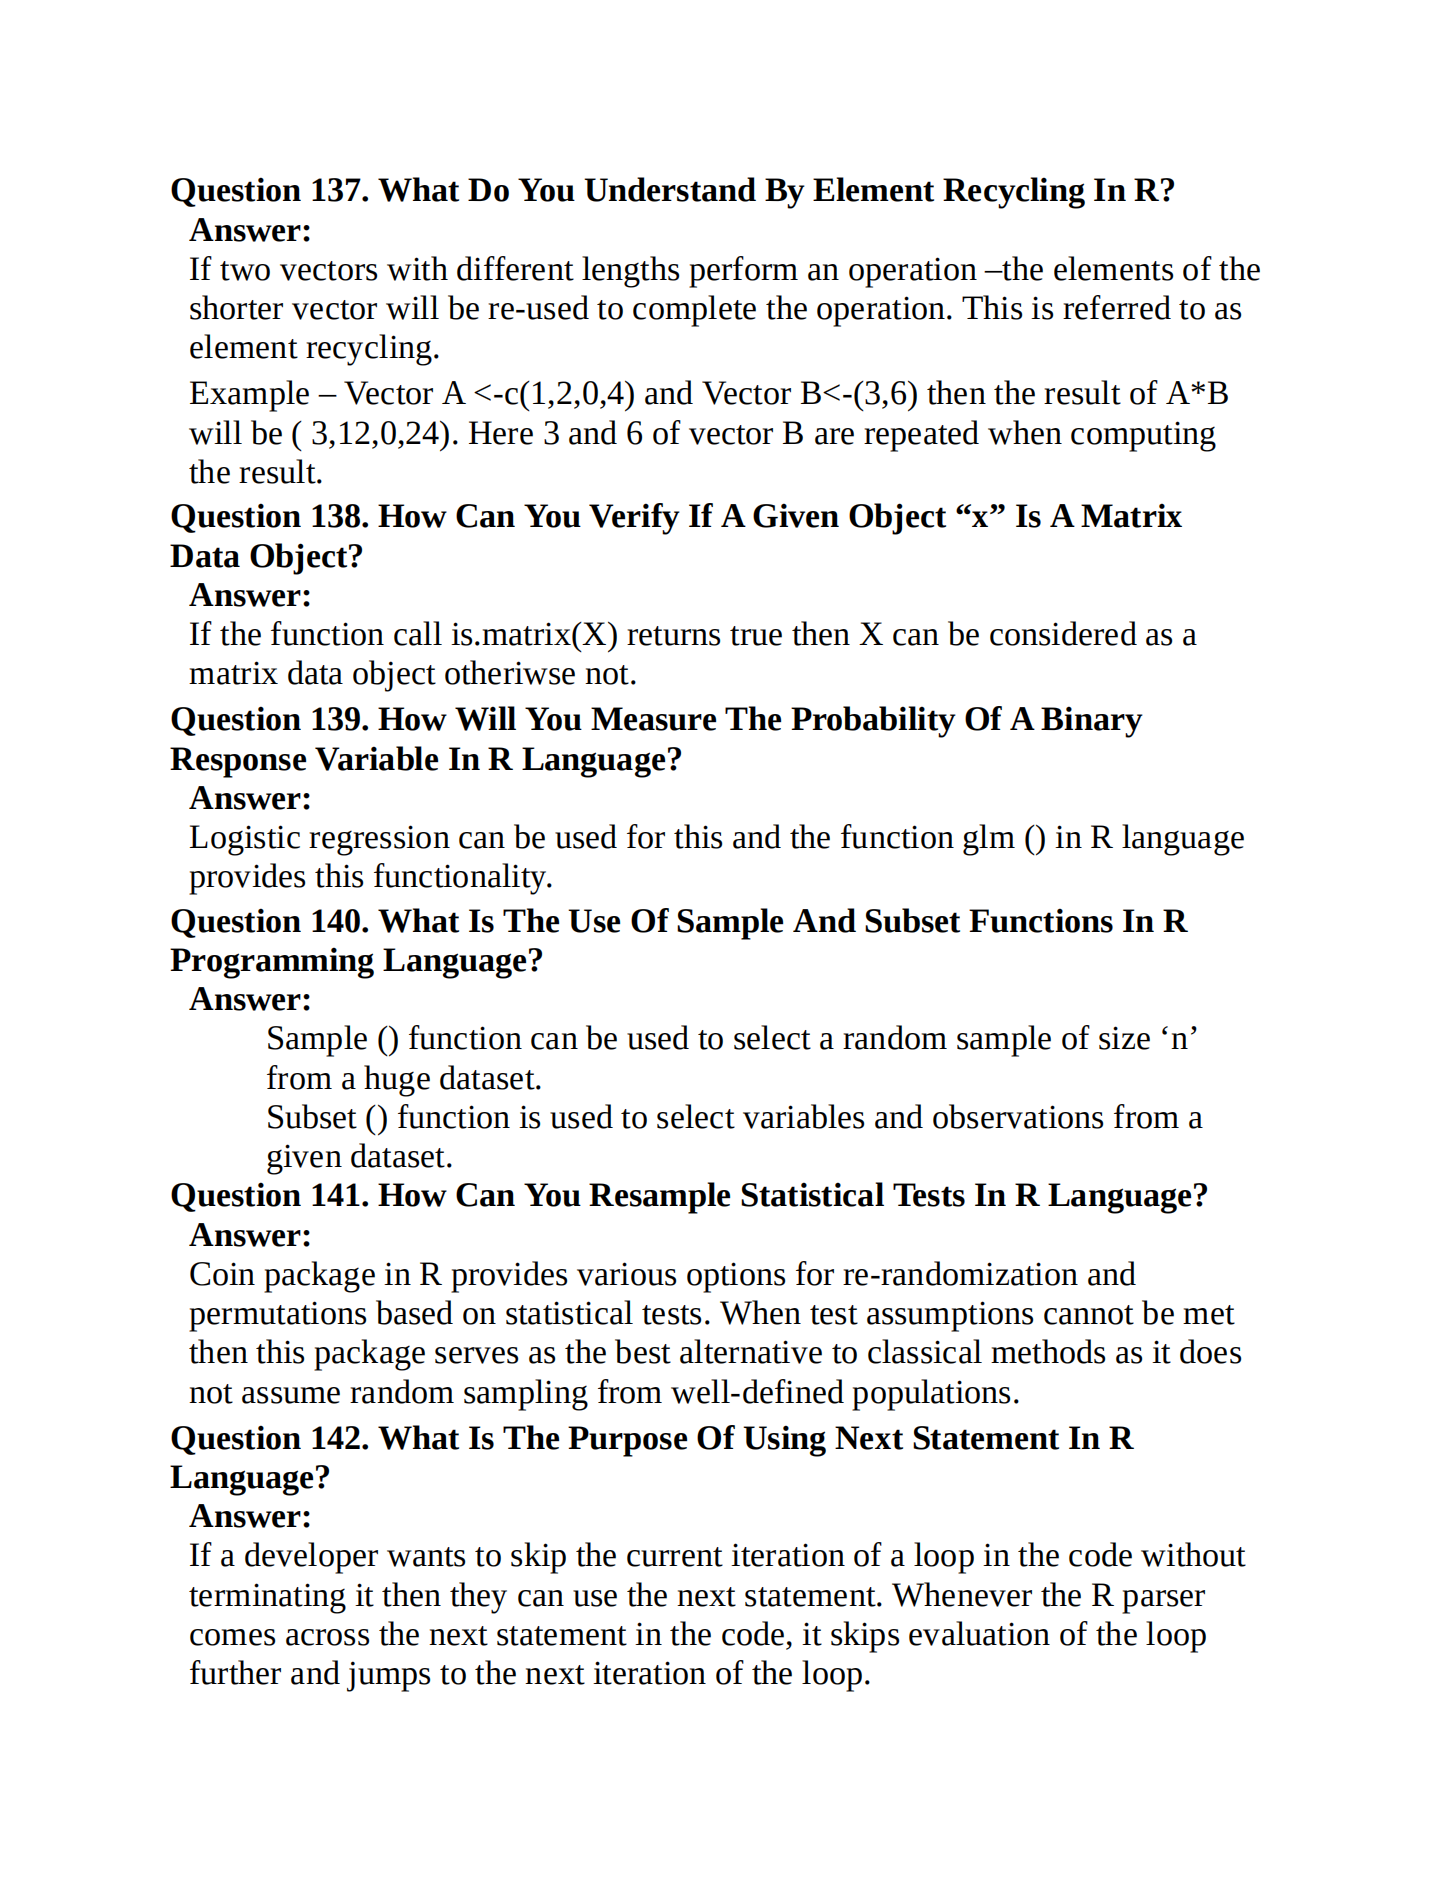 Question 137. What Do You Understand By Element Recycling In R?
Answer:
If two vectors with different lengths perform an operation –the elements of the
shorter vector will be re-used to complete the operation. This is referred to as
element recycling.
Example – Vector A <-c(1,2,0,4) and Vector B<-(3,6) then the result of A*B
will be ( 3,12,0,24). Here 3 and 6 of vector B are repeated when computing
the result.
Question 138. How Can You Verify If A Given Object “x” Is A Matrix
Data Object?
Answer:
If the function call is.matrix(X) returns true then X can be considered as a
matrix data object otheriwse not.
Question 139. How Will You Measure The Probability Of A Binary
Response Variable In R Language?
Answer:
Logistic regression can be used for this and the function glm () in R language
provides this functionality.
Question 140. What Is The Use Of Sample And Subset Functions In R
Programming Language?
Answer:
Sample () function can be used to select a random sample of size ‘n’
from a huge dataset.
Subset () function is used to select variables and observations from a
given dataset.
Question 141. How Can You Resample Statistical Tests In R Language?
Answer:
Coin package in R provides various options for re-randomization and
permutations based on statistical tests. When test assumptions cannot be met
then this package serves as the best alternative to classical methods as it does
not assume random sampling from well-defined populations.
Question 142. What Is The Purpose Of Using Next Statement In R
Language?
Answer:
If a developer wants to skip the current iteration of a loop in the code without
terminating it then they can use the next statement. Whenever the R parser
comes across the next statement in the code, it skips evaluation of the loop
further and jumps to the next iteration of the loop.